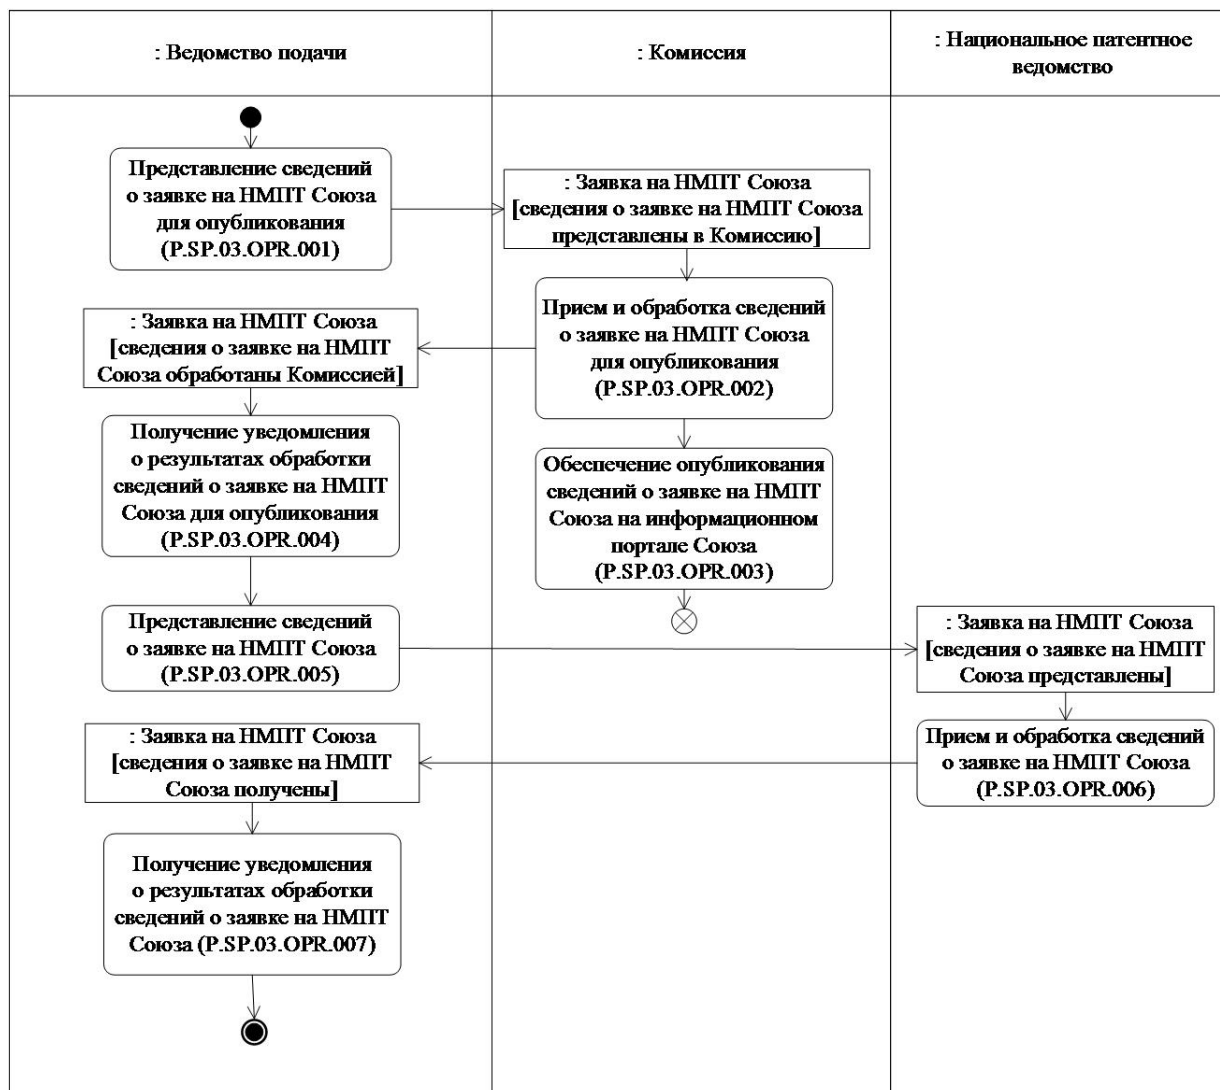 : Ведомство подачи
: Комиссия
: Национальное патентное
ведомство
Представление сведений
о заявке на НМПТ Союза
для опубликования
(P.SP.03.OPR.001)
: Заявка на НМПТ Союза
[сведения о заявке на НМПТ Союза
представлены в Комиссию]
Прием и обработка сведений
о заявке на НМПТ Союза
для опубликования
(P.SP.03.OPR.002)
: Заявка на НМПТ Союза
[сведения о заявке на НМПТ
Союза обработаны Комиссией]
Получение уведомления
о результатах обработки
сведений о заявке на НМПТ
Союза для опубликования
(P.SP.03.OPR.004)
Обеспечение опубликования
сведений о заявке на НМПТ
Союза на информационном
портале Союза
(P.SP.03.OPR.003)
Представление сведений
о заявке на НМПТ Союза
(P.SP.03.OPR.005)
: Заявка на НМПТ Союза
[сведения о заявке на НМПТ
Союза представлены]
Прием и обработка сведений
о заявке на НМПТ Союза
(P.SP.03.OPR.006)
: Заявка на НМПТ Союза
[сведения о заявке на НМПТ
Союза получены]
Получение уведомления
о результатах обработки
сведений о заявке на НМПТ
Союза (P.SP.03.OPR.007)